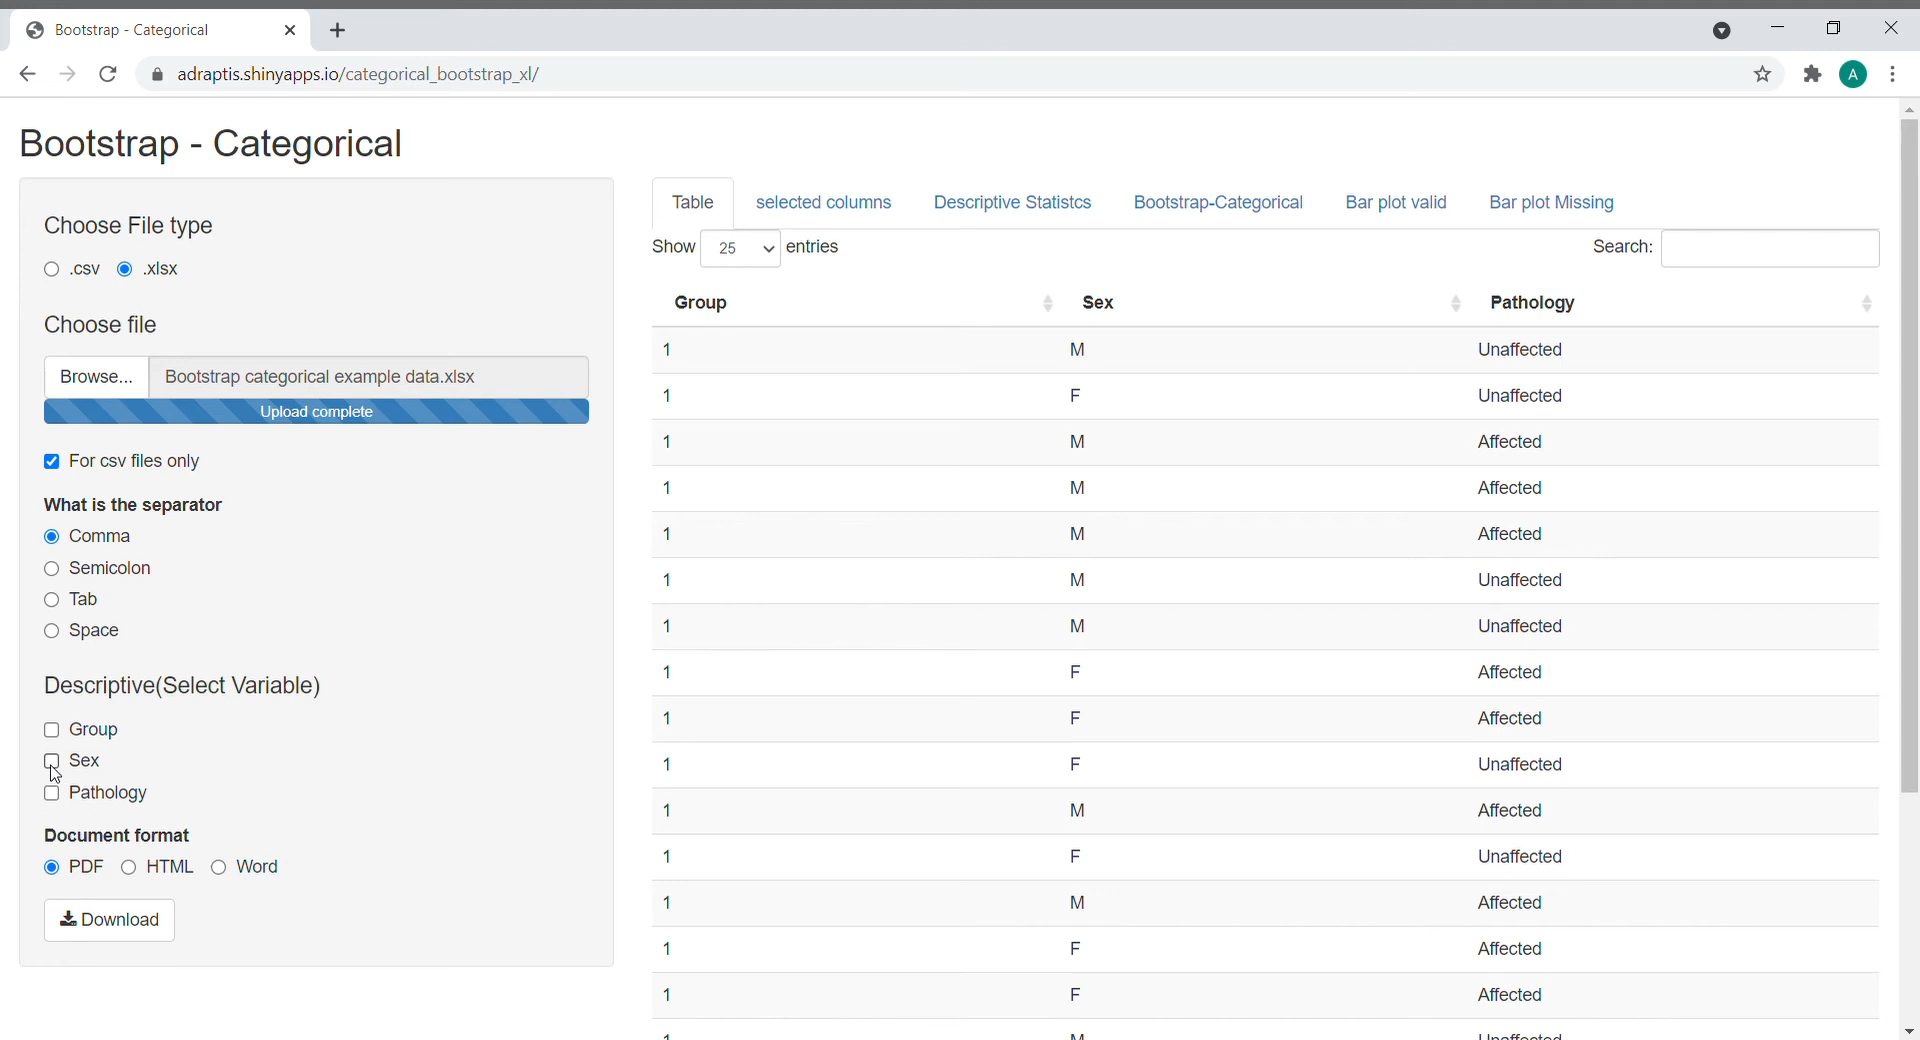 Bootstrap - Categorical
A
adraptis.shinyapps.io/categorical_bootstrap_xl/
Bootstrap - Categorical
Choose File type
.csv .xlsx
Choose file
Browse... Bootstrap categorical example data.xlsx
Upload complete
For csv files only
What is the separator
Comma
Semicolon
Tab
Space
Descriptive(Select Variable)
Group
Sex
Pathology
Document format
PDF HTML Word
Download
Table selected columns Descriptive Statistcs Bootstrap-Categorical Bar plot valid Bar plot Missing
Show 25 entries Search:
Group Sex Pathology
1 M Unaffected
1 F Unaffected
1 M Affected
1 M Affected
1 M Affected
1 M Unaffected
1 M Unaffected
1 F Affected
1 F Affected
1 F Unaffected
1 M Affected
1 F Unaffected
1 M Affected
1 F Affected
1 F Affected
1 M Unaffected